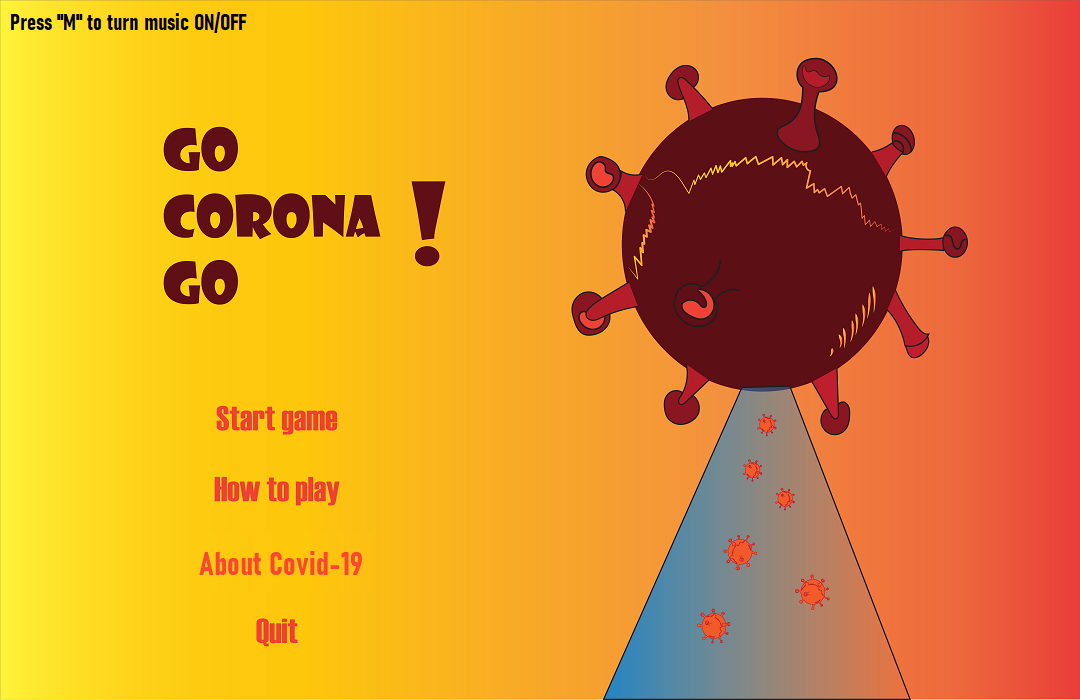 Press "M" to turn music ON/OFF
GO
CORONA !
GO
Start game
How to play
About Covid-19
Quit